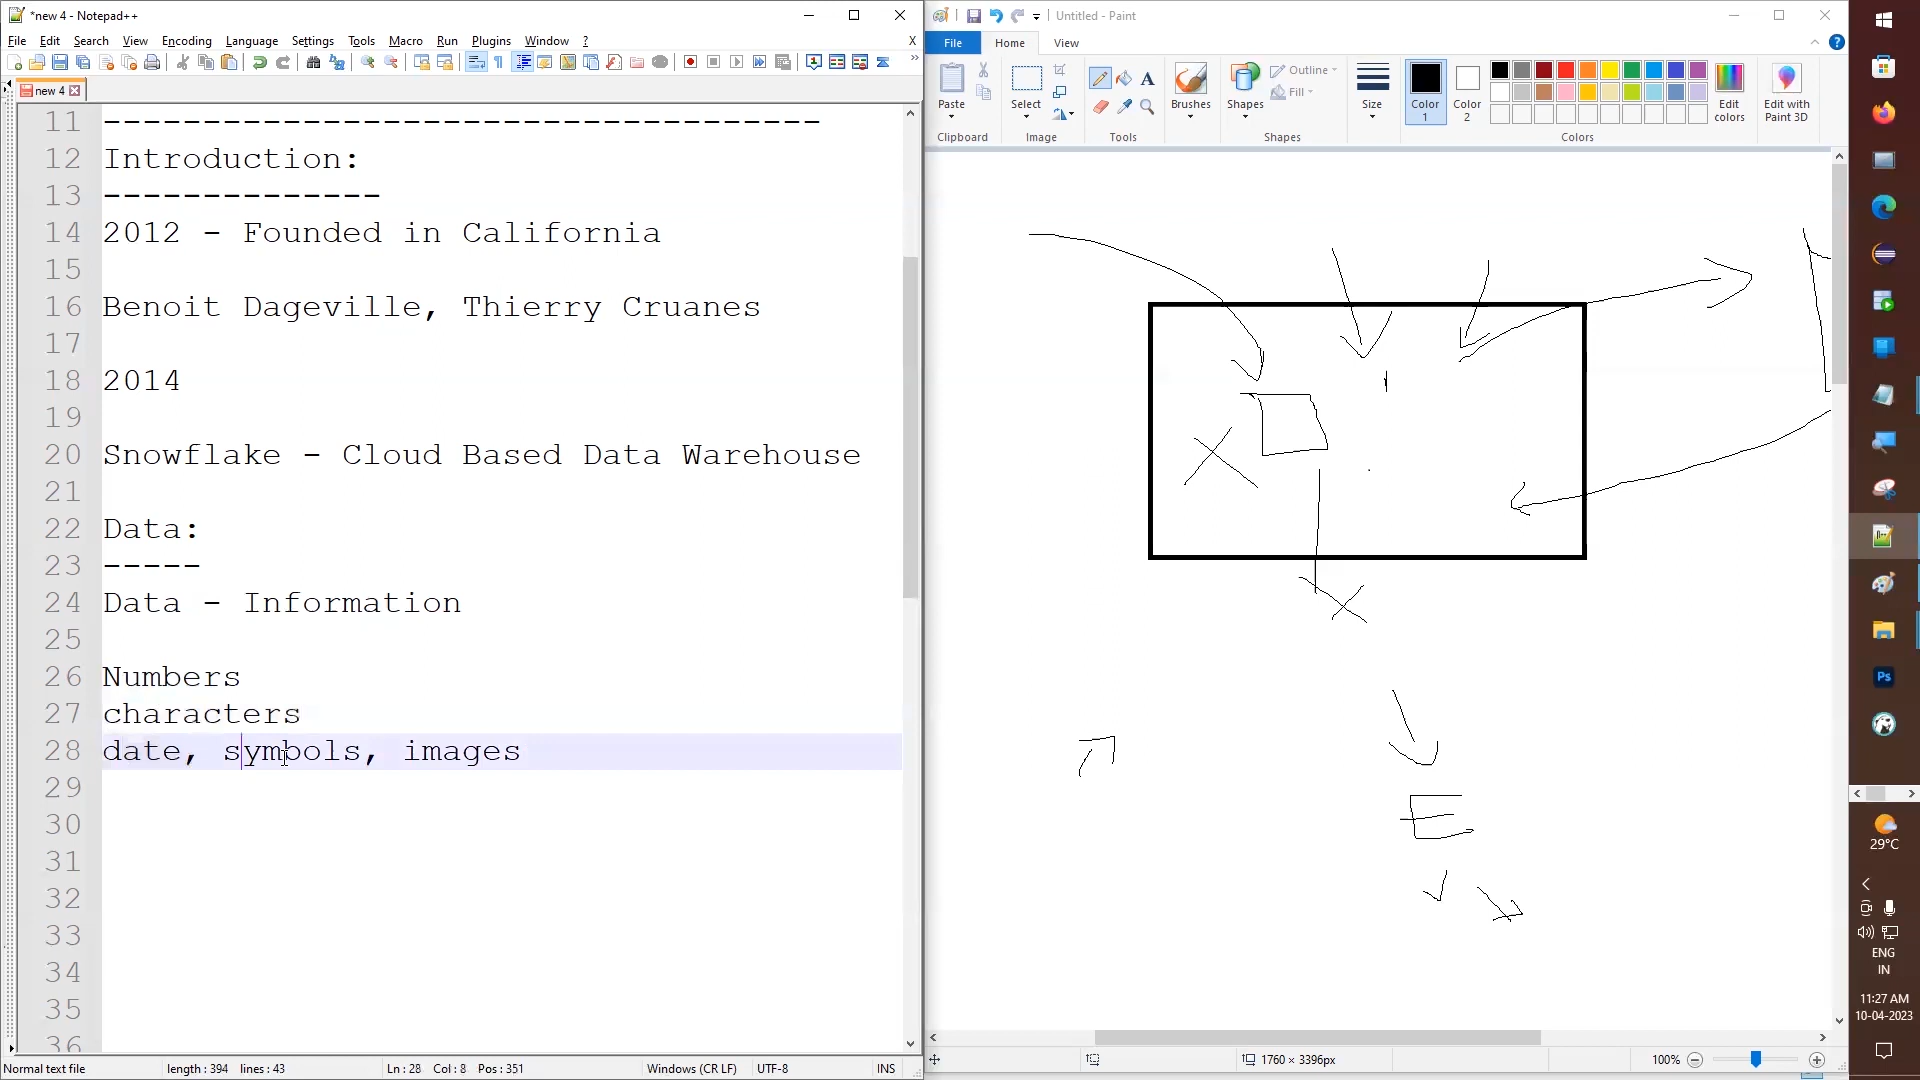 *new 4 - Notepad++
File Edit Search View Encoding Language Settings Tools Macro Run Plugins Window ? X
new 4
11 ------------------------------------
12 Introduction:
13 --------------
14 2012 - Founded in California
15
16 Benoit Dageville, Thierry Cruanes
17
18 2014
19
20 Snowflake - Cloud Based Data Warehouse
21
22 Data:
23 -----
24 Data - Information
25
26 Numbers
27 characters
28 date, symbols, images
29
30
31
32
33
34
35
36
Normal text file length : 394 lines : 43 Ln : 28 Col : 8 Pos : 351 Windows (CR LF) UTF-8 INS
Untitled - Paint
File Home View
Paste
Clipboard
Select
Image
A
Tools
Brushes
Shapes
Outline
Fill
Shapes
Size
Color 1
Color 2
Edit colors
Edit with Paint 3D
Colors
X
X
E
1760 × 3396px 100%
Ps
29°C
ENG
IN
11:27 AM
10-04-2023